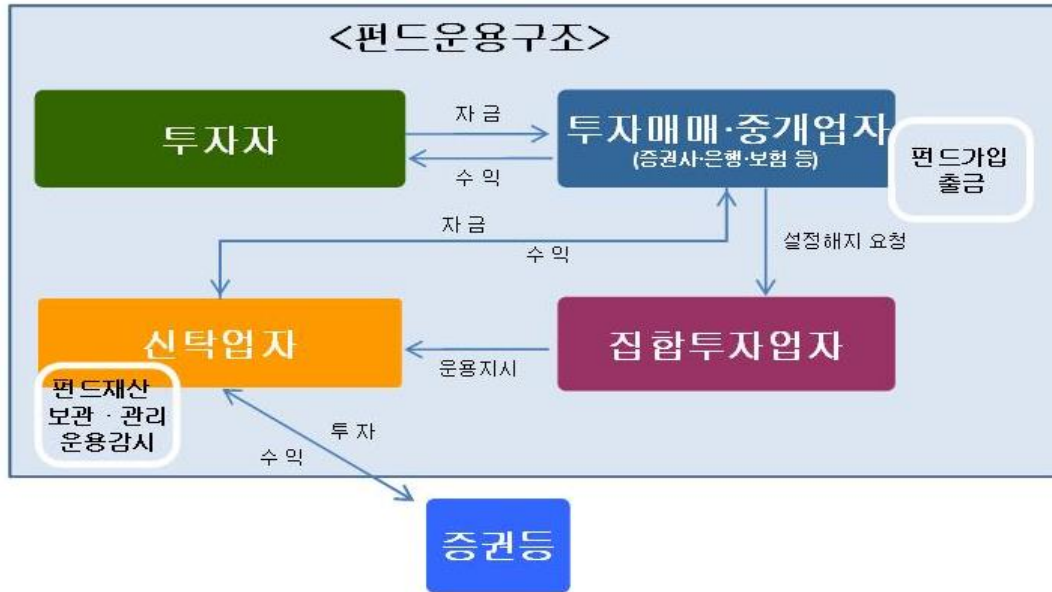 <펀드운용구조>
투자자
자금
수익
투자매매·중개업자
(증권사·은행·보험 등)
펀드가입
출금
자금
수익
설정해지 요청
신탁업자
운용지시
집합투자업자
펀드재산
보관·관리
운용감시
투자
수익
증권등